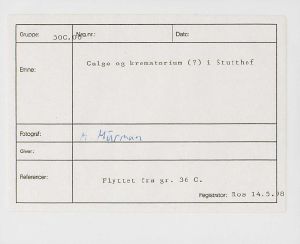 Gruppe: 30C,00 Neg.nr.: Dato:
Emne: Galge og krematorium (?) i Stutthof
Fotograf: A Mürman
Giver:
Referencer: Flyttet fra gr. 36 C.
Registrator: Ros 14.5.98